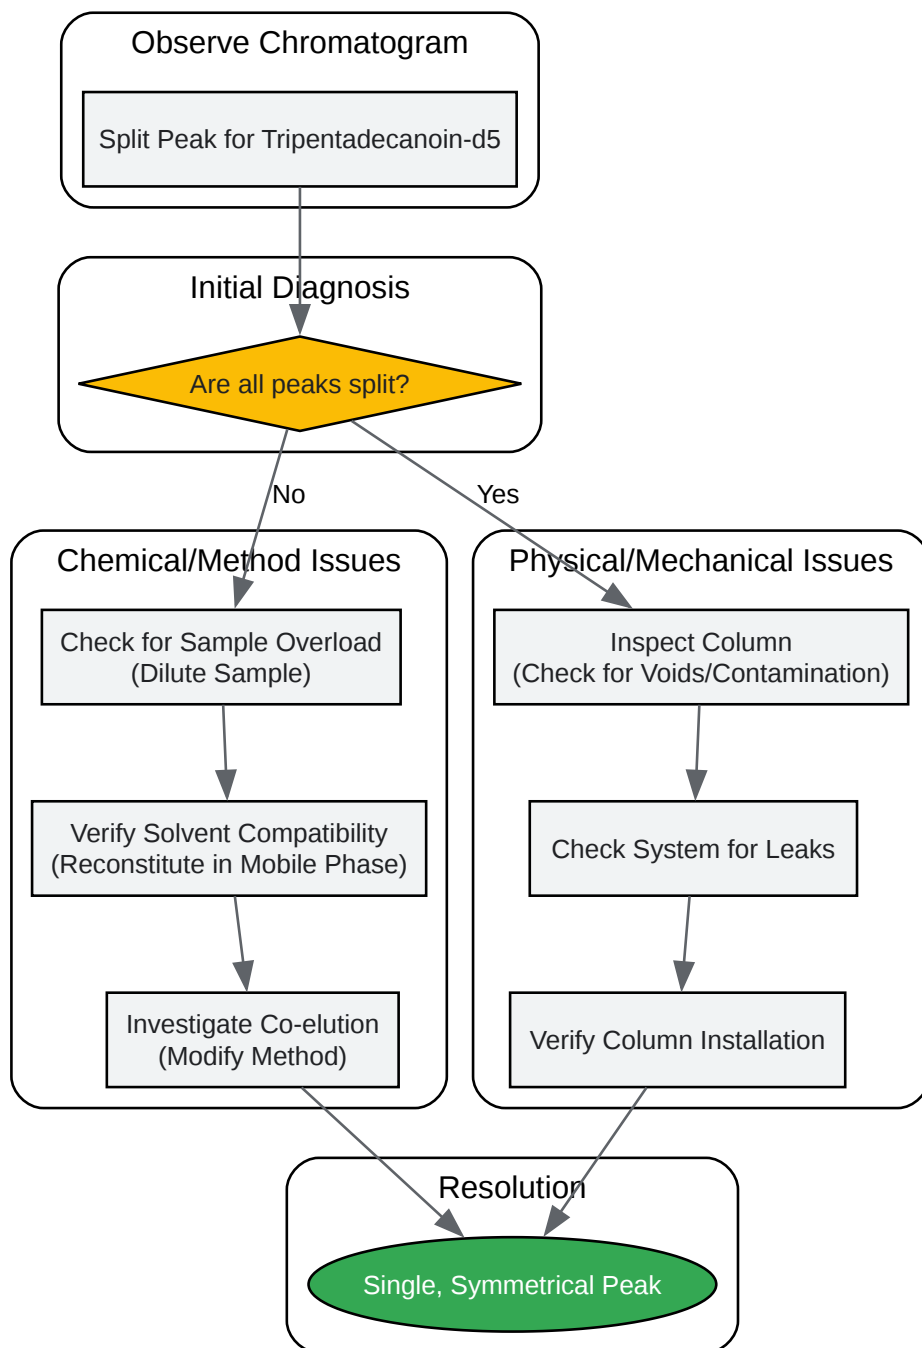 Observe Chromatogram
Split Peak for Tripentadecanoin-d5
Initial Diagnosis
Are all peaks split?
No
Yes
Chemical/Method Issues
Check for Sample Overload
(Dilute Sample)
Verify Solvent Compatibility
(Reconstitute in Mobile Phase)
Investigate Co-elution
(Modify Method)
Physical/Mechanical Issues
Inspect Column
(Check for Voids/Contamination)
Check System for Leaks
Verify Column Installation
Resolution
Single, Symmetrical Peak